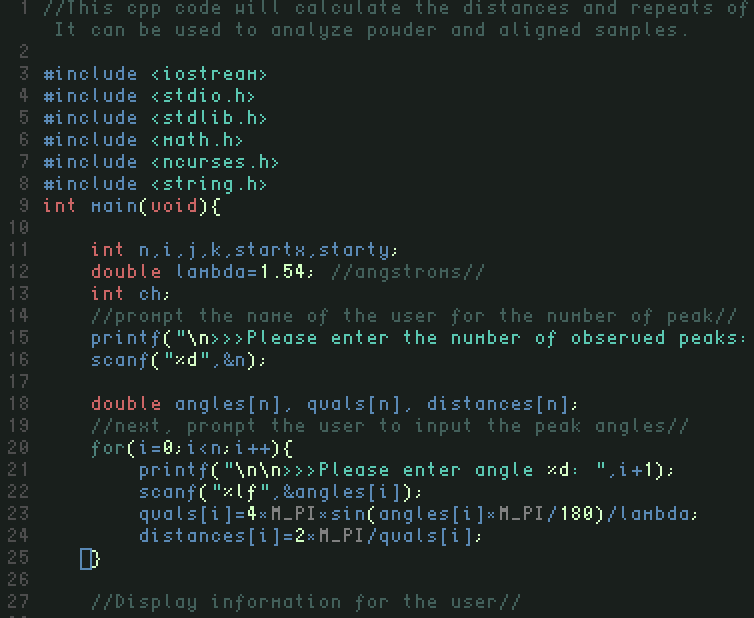 1 //This cpp code will calculate the distances and repeats of
It can be used to analyze powder and aligned samples.
2
3 #include <iostream>
4 #include <stdio.h>
5 #include <stdlib.h>
6 #include <math.h>
7 #include <ncurses.h>
8 #include <string.h>
9 int main(void){
10
11 int n,i,j,k,startx,starty;
12 double lambda=1.54; //angstroms//
13 int ch;
14 //prompt the name of the user for the number of peak//
15 printf("\n>>>Please enter the number of observed peaks:
16 scanf("%d",&n);
17
18 double angles[n], qvals[n], distances[n];
19 //next, prompt the user to input the peak angles//
20 for(i=0;i<n;i++){
21 printf("\n\n>>>Please enter angle %d: ",i+1);
22 scanf("%lf",&angles[i]);
23 qvals[i]=4*M_PI*sin(angles[i]*M_PI/180)/lambda;
24 distances[i]=2*M_PI/qvals[i];
25 }
26
27 //Display information for the user//